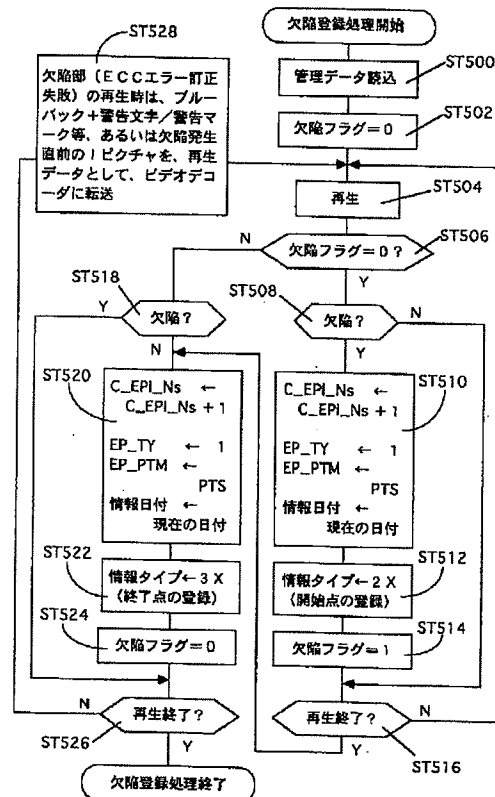 ST528
欠陥登録処理開始
欠陥部(ECCエラー訂正
失敗)の再生時は、ブルー
バック+警告文字/警告マ
ーク等、あるいは欠陥発生
直前のIピクチャを、再生
データとして、ビデオデコ
ーダに転送
管理データ読込
ST500
欠陥フラグ=0
ST502
再生
ST504
欠陥フラグ=0?
ST506
N
Y
ST518
欠陥?
Y
N
ST508
欠陥?
N
Y
ST520
C_EPI_Ns ←
C_EPI_Ns + 1
EP_TY ← 1
EP_PTM ←
PTS
情報日付 ←
現在の日付
ST510
C_EPI_Ns ←
C_EPI_Ns + 1
EP_TY ← 1
EP_PTM ←
PTS
情報日付 ←
現在の日付
ST522
情報タイプ←3X
(終了点の登録)
ST512
情報タイプ←2X
(開始点の登録)
ST524
欠陥フラグ=0
ST514
欠陥フラグ=1
N
再生終了?
ST526
Y
再生終了?
N
ST516
Y
欠陥登録処理終了